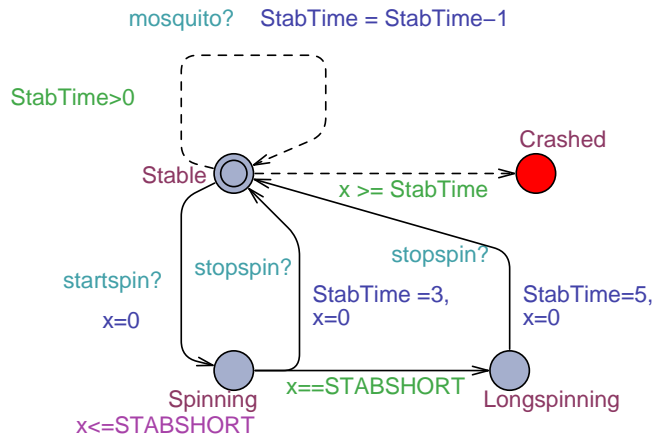 mosquito? StabTime = StabTime−1
StabTime>0
Crashed
Stable
x >= StabTime
startspin?
stopspin?
stopspin?
x=0
StabTime =3,
x=0
StabTime=5,
x=0
x==STABSHORT
Spinning
Longspinning
x<=STABSHORT